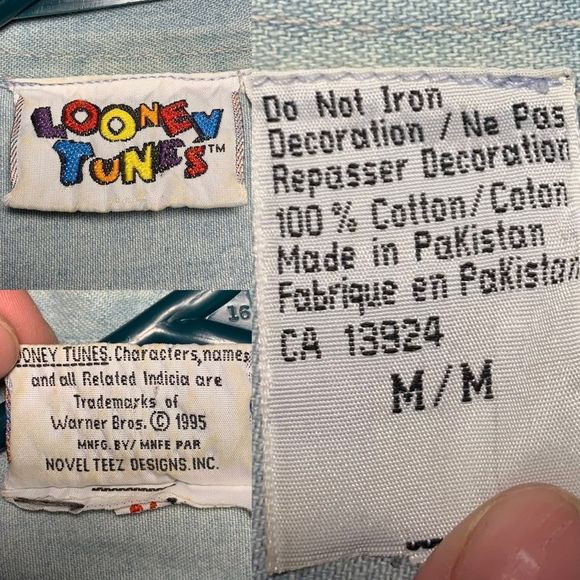 LOONEY
TUNES™
16
OONEY TUNES. Characters, names
and all Related Indicia are
Trademarks of
Warner Bros. © 1995
MNFG. BY/ MNFE PAR
NOVEL TEEZ DESIGNS. INC.
Do Not Iron
Decoration / Ne Pas
Repasser Decoration
100 % Cotton/Coton
Made in Pakistan
Fabrique en Pakistan
CA 13924
M/M